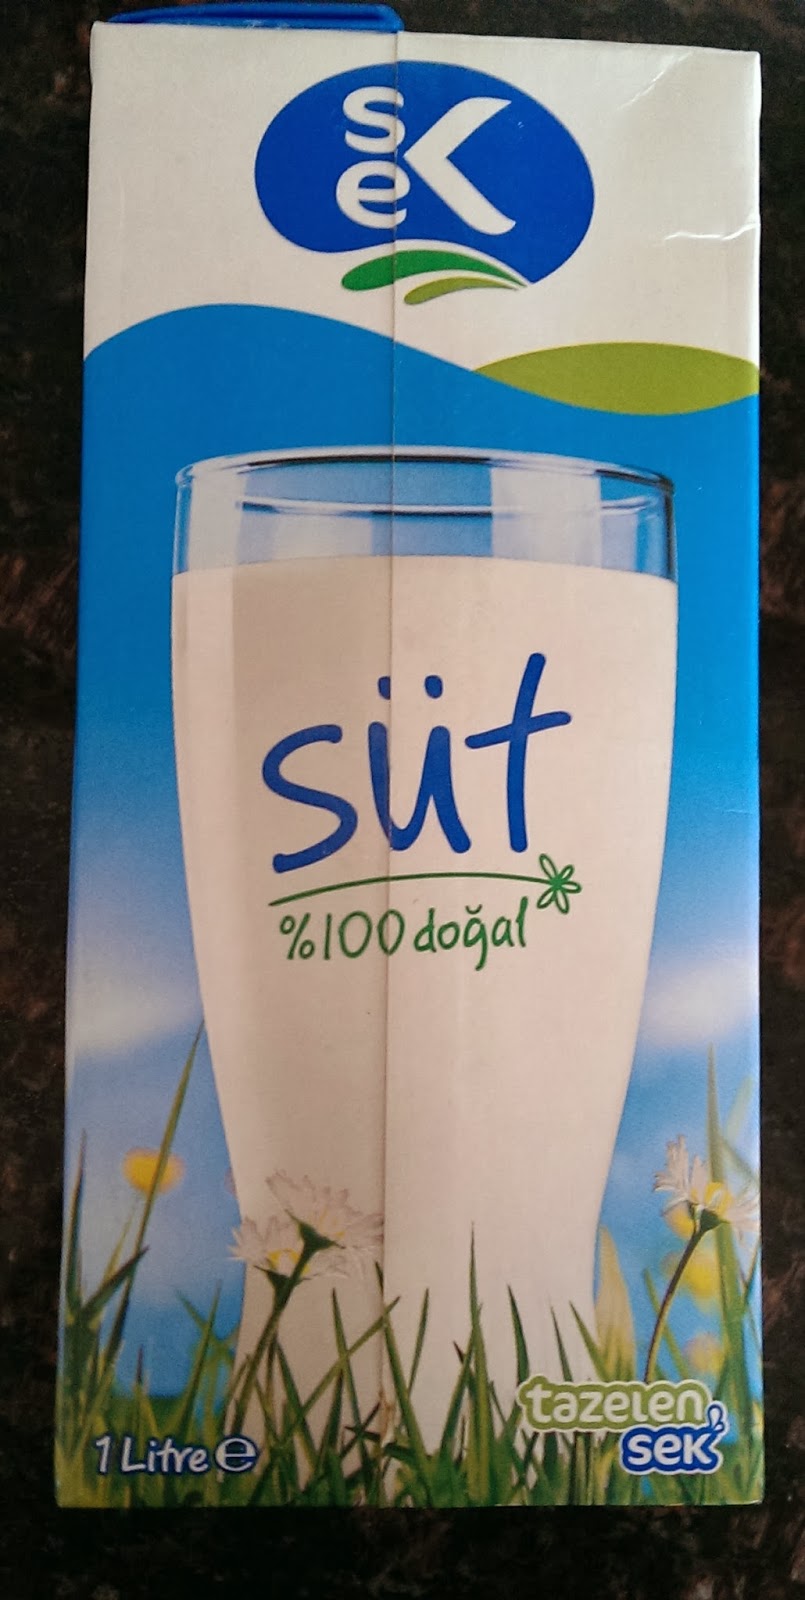 sek
süt
%100 doğal
tazelen
sek
1 Litre ℮